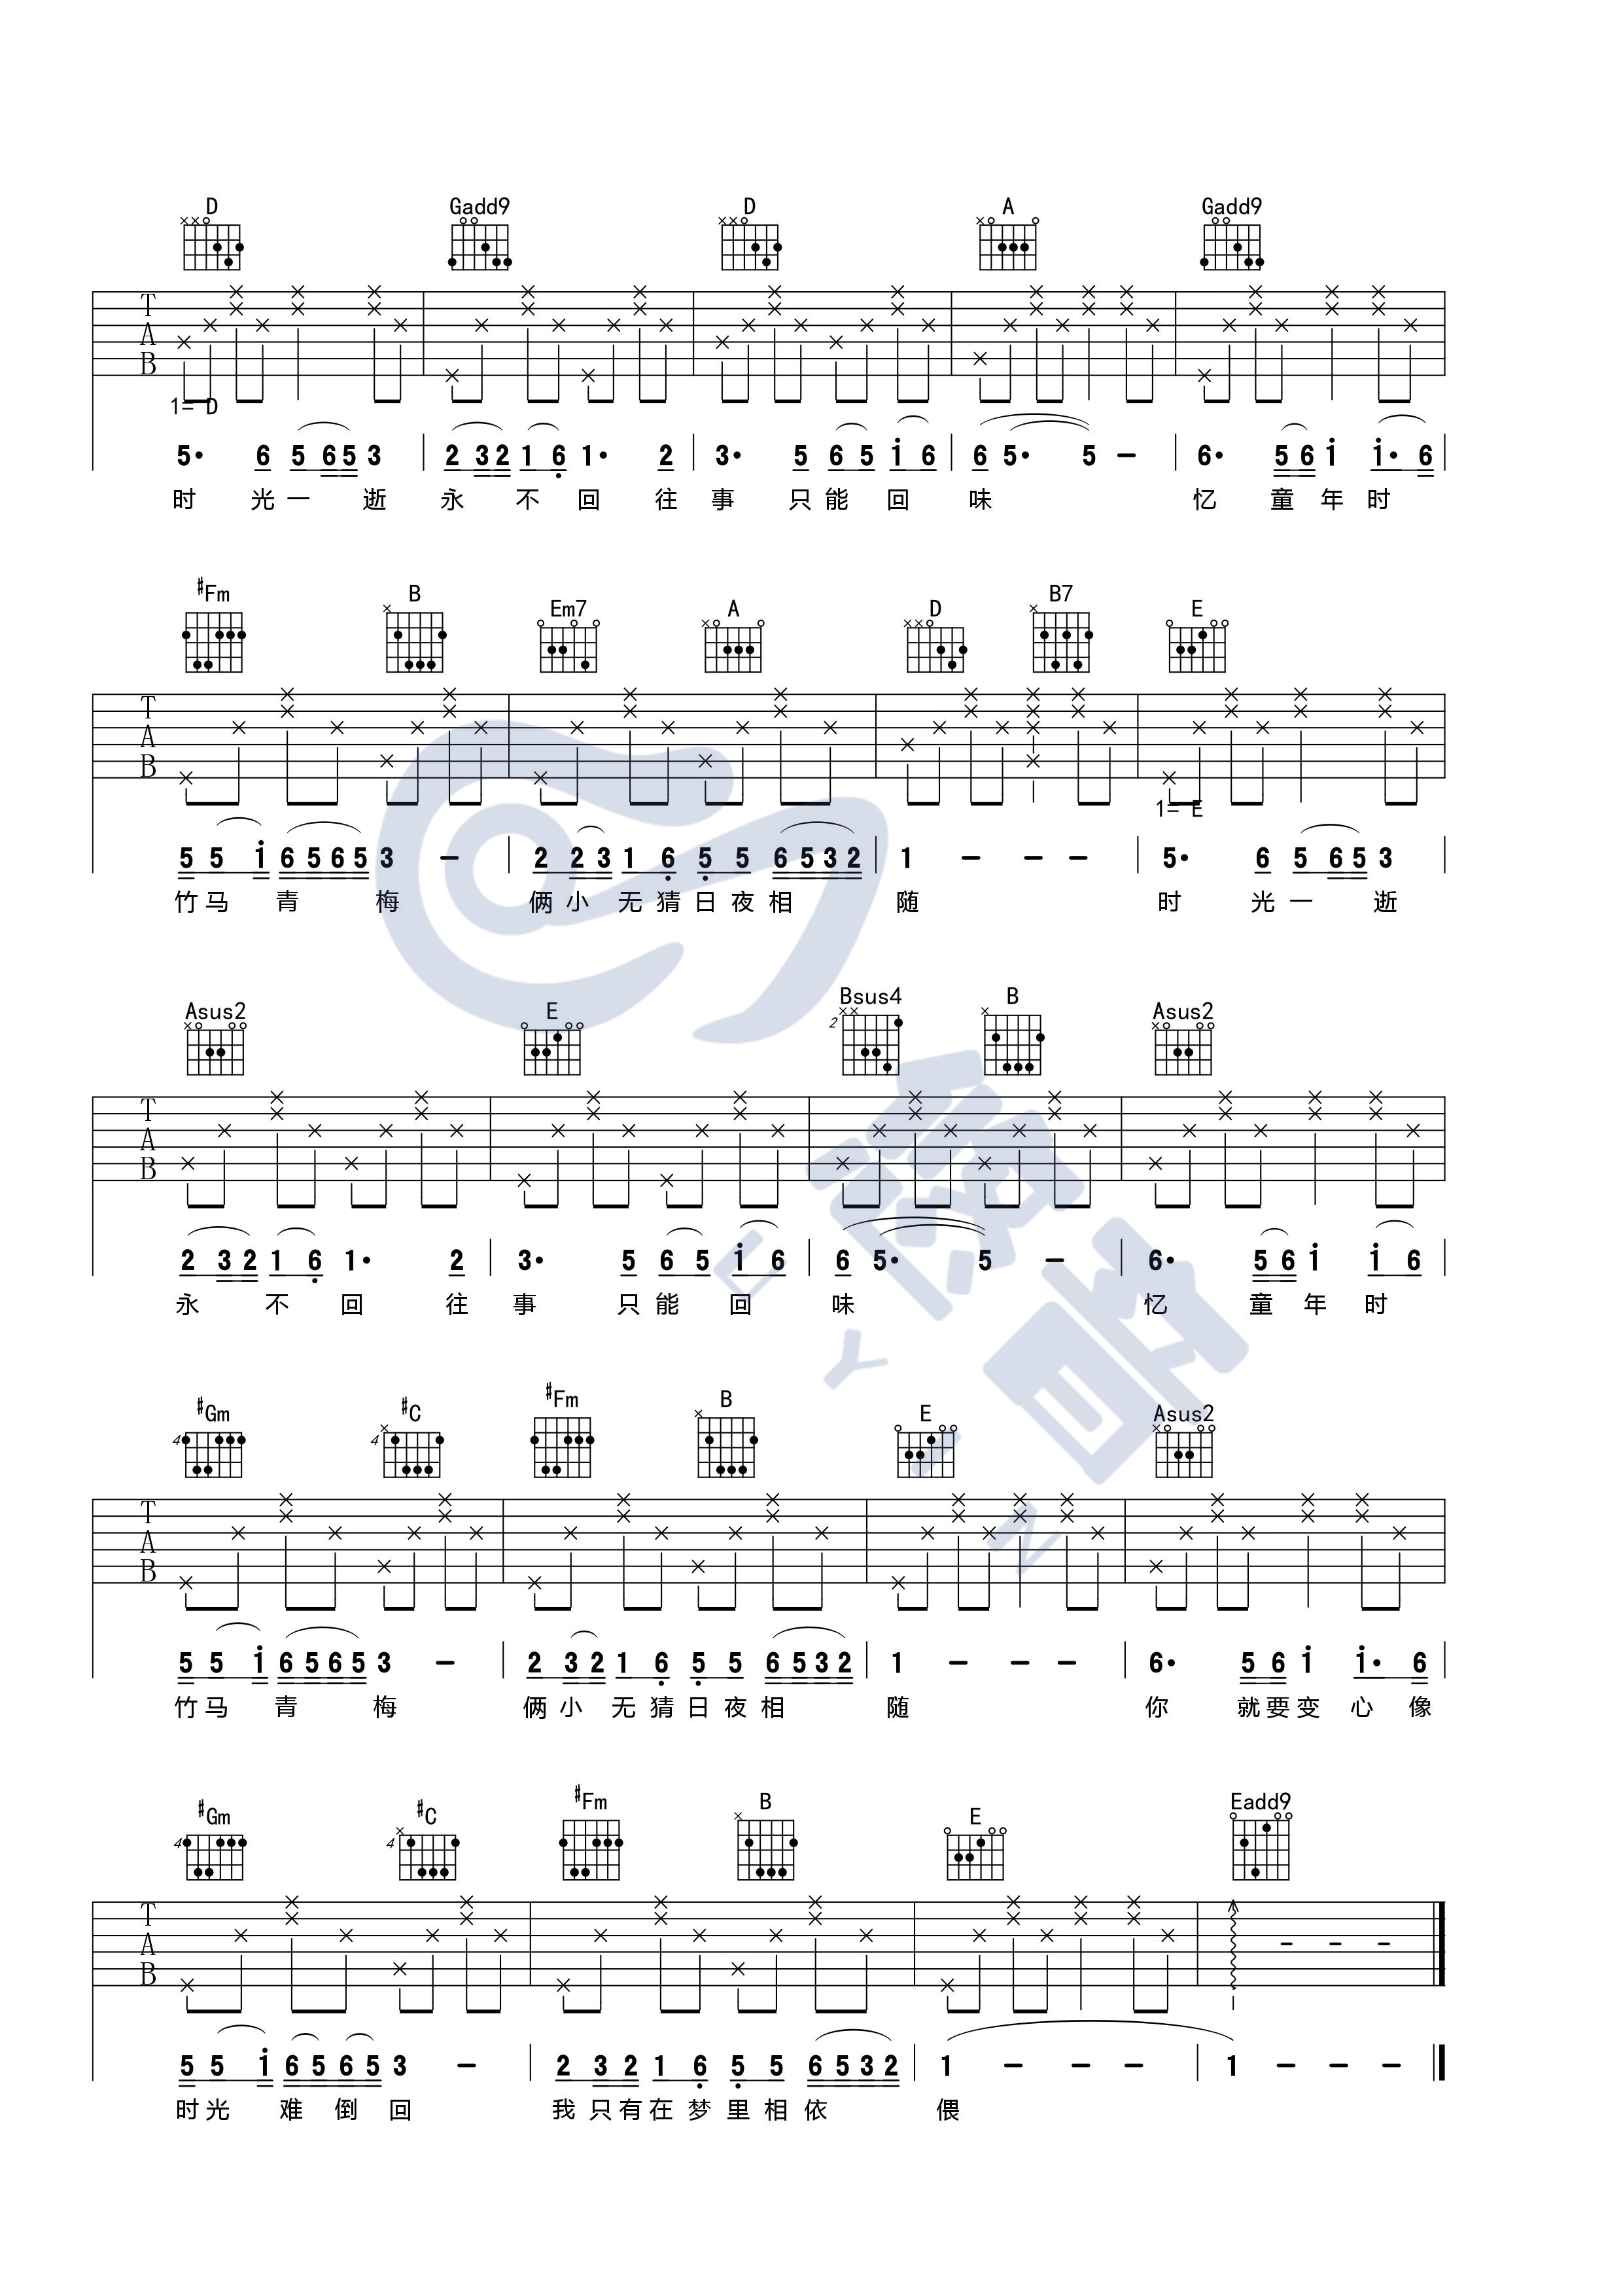 D Gadd9 D A Gadd9
T A B
1= D
5· 6 5 6 5 3 2 3 2 1 6 1· 2 3· 5 6 5 i 6 6 5· 5 − 6· 5 6 i i· 6
时 光 一 逝 永 不 回 往 事 只 能 回 味 忆 童 年 时
#Fm B Em7 A D B7 E
T A B
1= E
5 5 i 6 5 6 5 3 − 2 2 3 1 6 5 5 6 5 3 2 1 − − − 5· 6 5 6 5 3
竹 马 青 梅 俩 小 无 猜 日 夜 相 随 时 光 一 逝
Asus2 E Bsus4 B Asus2
2
T A B
2 3 2 1 6 1· 2 3· 5 6 5 i 6 6 5· 5 − 6· 5 6 i i 6
永 不 回 往 事 只 能 回 味 忆 童 年 时
#Gm #C #Fm B E Asus2
4 4
T A B
5 5 i 6 5 6 5 3 − 2 3 2 1 6 5 5 6 5 3 2 1 − − − 6· 5 6 i i· 6
竹 马 青 梅 俩 小 无 猜 日 夜 相 随 你 就 要 变 心 像
#Gm #C #Fm B E Eadd9
4 4
T A B
− − −
5 5 i 6 5 6 5 3 − 2 3 2 1 6 5 5 6 5 3 2 1 − − − 1 − − −
时 光 难 倒 回 我 只 有 在 梦 里 相 依 偎
悠音
UYIN